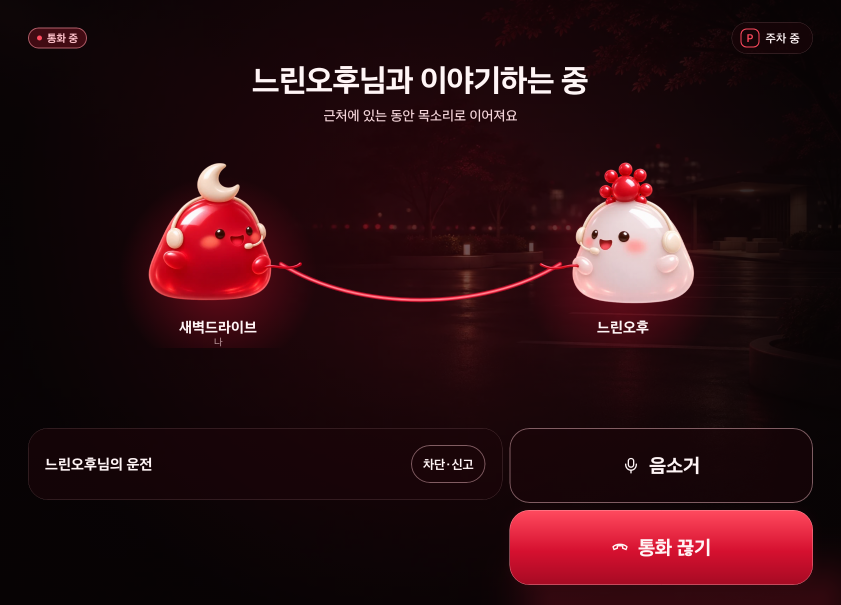 통화 중
P 주차 중
느린오후님과 이야기하는 중
근처에 있는 동안 목소리로 이어져요
새벽드라이브
나
느린오후
느린오후님의 운전
차단·신고
음소거
통화 끊기